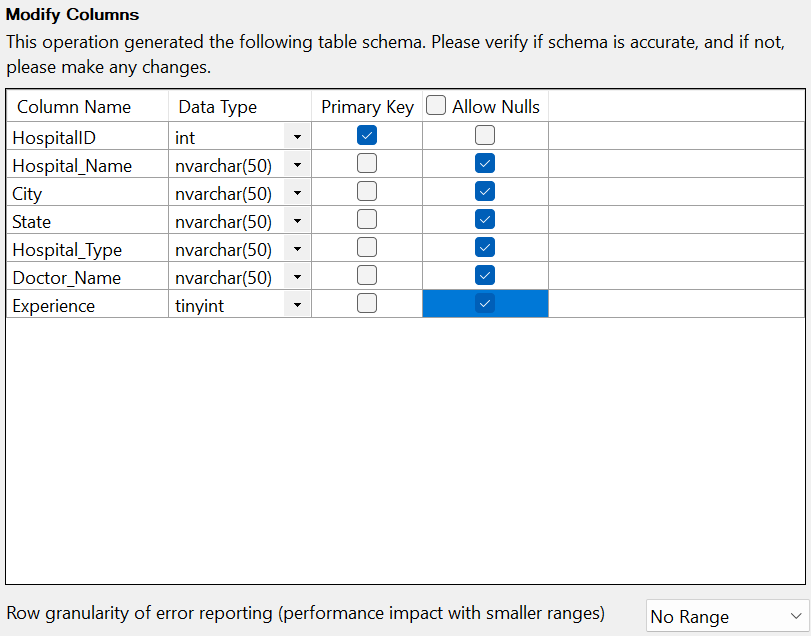 Modify Columns
This operation generated the following table schema. Please verify if schema is accurate, and if not,
please make any changes.
Column Name Data Type Primary Key Allow Nulls
HospitalID int
Hospital_Name nvarchar(50)
City nvarchar(50)
State nvarchar(50)
Hospital_Type nvarchar(50)
Doctor_Name nvarchar(50)
Experience tinyint
Row granularity of error reporting (performance impact with smaller ranges) No Range